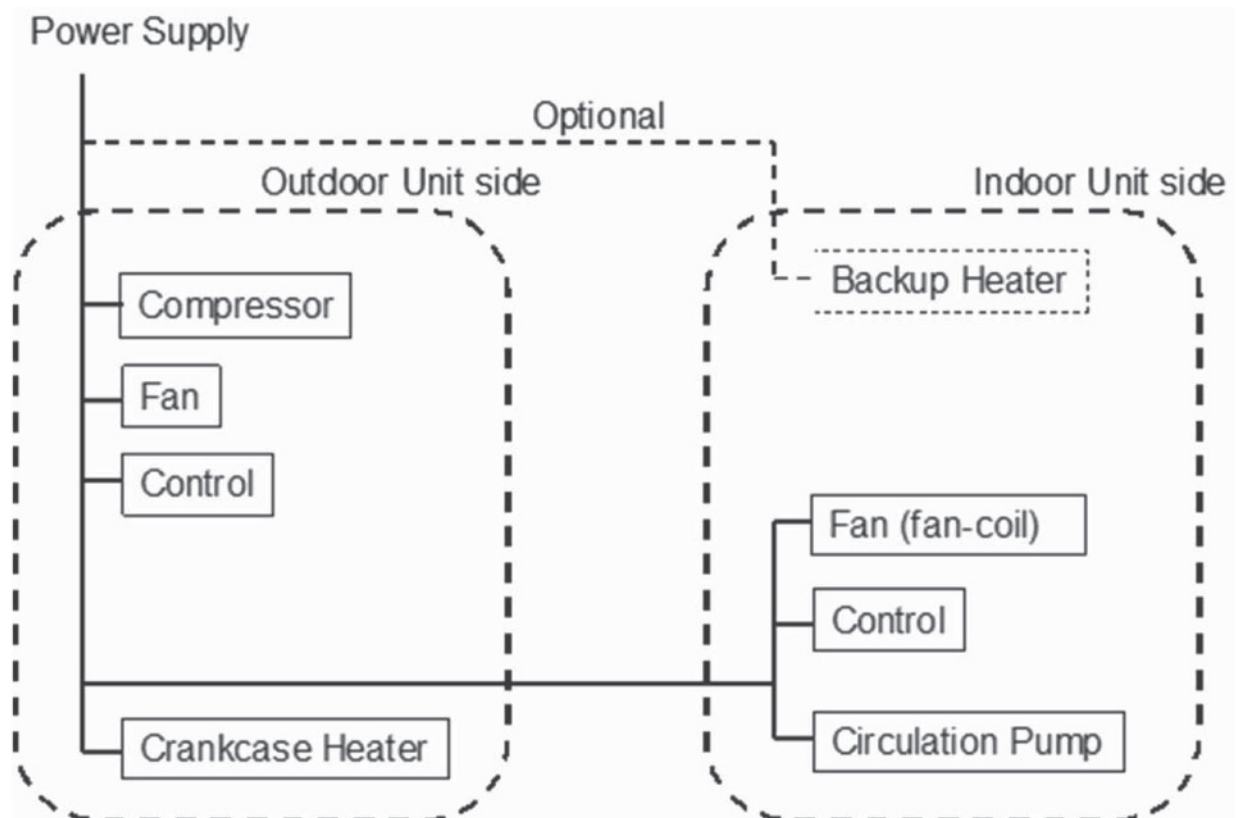 Power Supply
Optional
Outdoor Unit side
Indoor Unit side
Compressor
Fan
Control
Crankcase Heater
Backup Heater
Fan (fan-coil)
Control
Circulation Pump